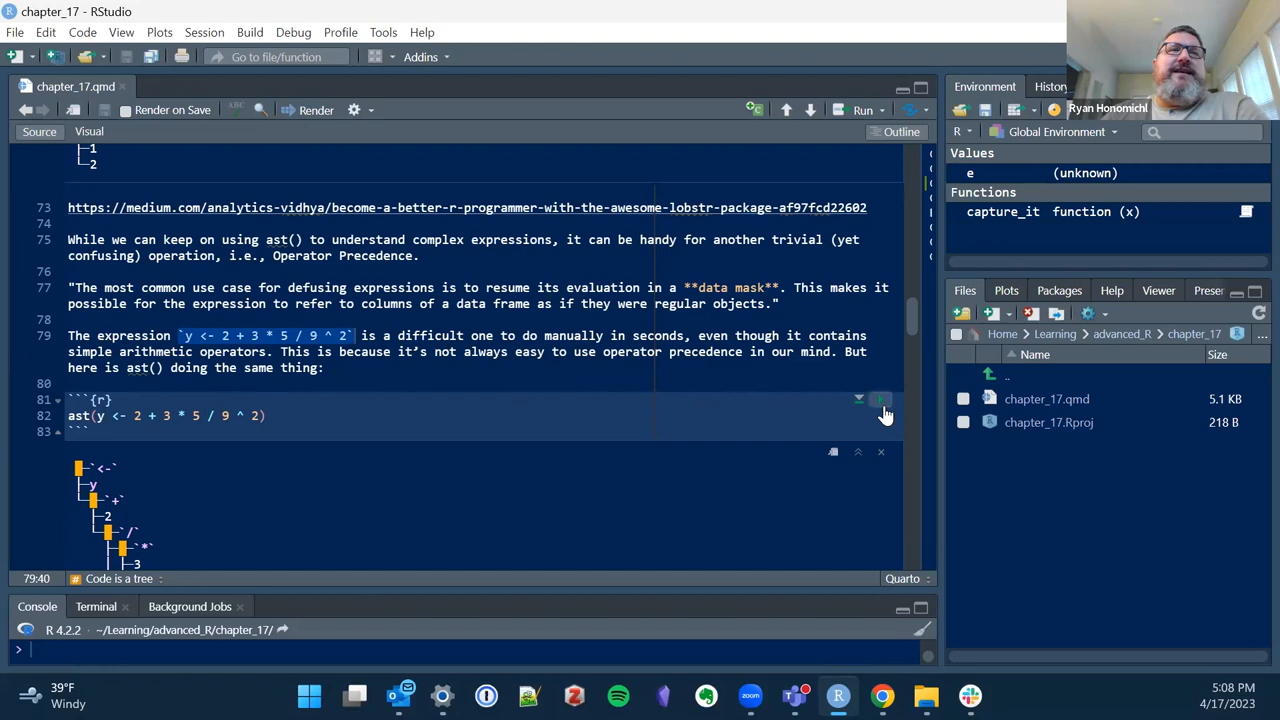 chapter_17 - RStudio
File Edit Code View Plots Session Build Debug Profile Tools Help
Go to file/function Addins
chapter_17.qmd
Render on Save ABC Render Run
Source Visual Outline
├─1
└─2
73 https://medium.com/analytics-vidhya/become-a-better-r-programmer-with-the-awesome-lobstr-package-af97fcd22602
74
75 While we can keep on using ast() to understand complex expressions, it can be handy for another trivial (yet
confusing) operation, i.e., Operator Precedence.
76
77 "The most common use case for defusing expressions is to resume its evaluation in a **data mask**. This makes it
possible for the expression to refer to columns of a data frame as if they were regular objects."
78
79 The expression `y <- 2 + 3 * 5 / 9 ^ 2` is a difficult one to do manually in seconds, even though it contains
simple arithmetic operators. This is because it’s not always easy to use operator precedence in our mind. But
here is ast() doing the same thing:
80
81 ```{r}
82 ast(y <- 2 + 3 * 5 / 9 ^ 2)
83 ```
█─`<-`
├─y
└─█─`+`
├─2
└─█─`/`
├─█─`*`
│ ├─3
79:40 Code is a tree Quarto
Console Terminal Background Jobs
R 4.2.2 · ~/Learning/advanced_R/chapter_17/
>
Ryan Honomichl
Environment History
R Global Environment
Values
e (unknown)
Functions
capture_it function (x)
Files Plots Packages Help Viewer Preser
Home Learning advanced_R chapter_17 ...
Name Size
..
chapter_17.qmd 5.1 KB
chapter_17.Rproj 218 B
39°F
Windy
zoom
5:08 PM
4/17/2023